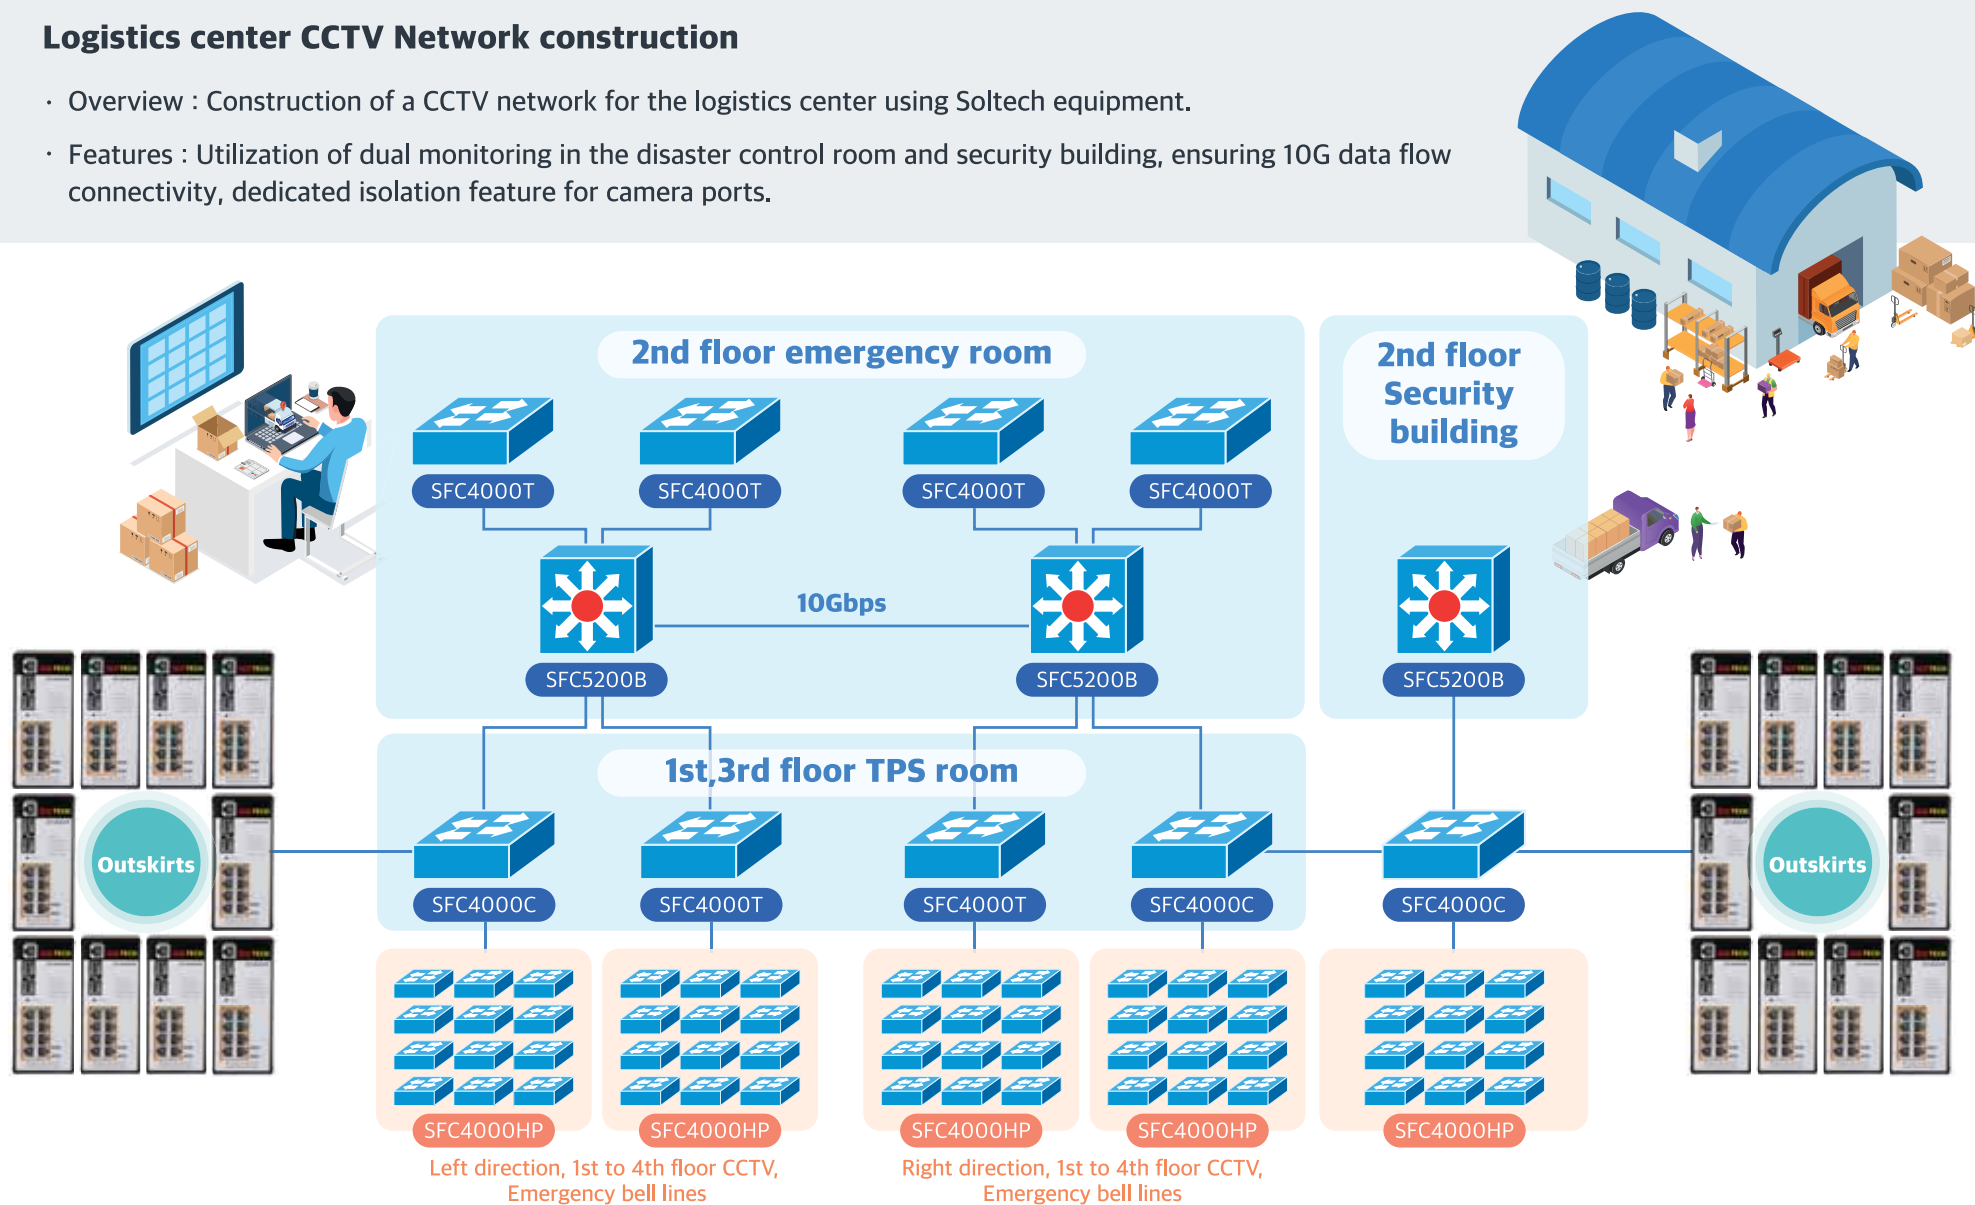 Logistics center CCTV Network construction
· Overview : Construction of a CCTV network for the logistics center using Soltech equipment.
· Features : Utilization of dual monitoring in the disaster control room and security building, ensuring 10G data flow
connectivity, dedicated isolation feature for camera ports.
2nd floor emergency room
2nd floor
Security
building
SFC4000T
SFC4000T
SFC4000T
SFC4000T
10Gbps
SFC5200B
SFC5200B
SFC5200B
1st,3rd floor TPS room
Outskirts
Outskirts
SFC4000C
SFC4000T
SFC4000T
SFC4000C
SFC4000C
SFC4000HP
SFC4000HP
SFC4000HP
SFC4000HP
SFC4000HP
Left direction, 1st to 4th floor CCTV,
Emergency bell lines
Right direction, 1st to 4th floor CCTV,
Emergency bell lines